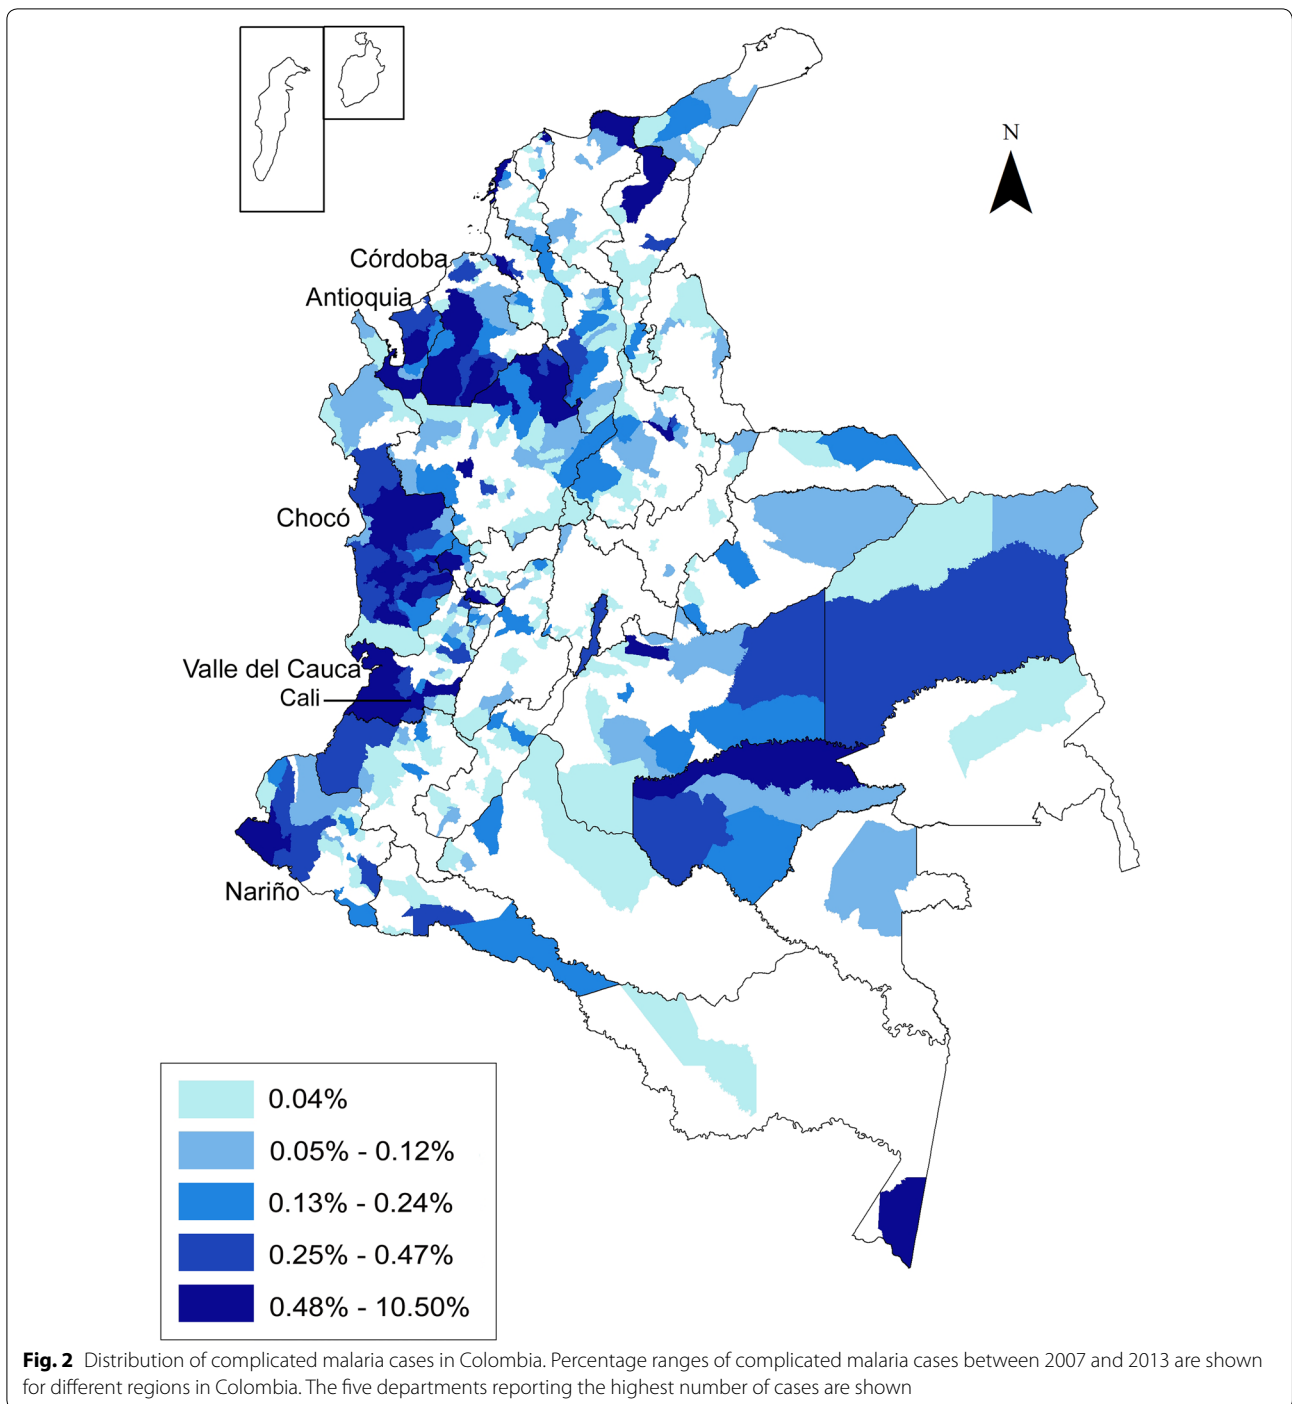 N
Córdoba
Antioquia
Chocó
Valle del Cauca
Cali
Nariño
0.04%
0.05% - 0.12%
0.13% - 0.24%
0.25% - 0.47%
0.48% - 10.50%
Fig. 2 Distribution of complicated malaria cases in Colombia. Percentage ranges of complicated malaria cases between 2007 and 2013 are shown
for different regions in Colombia. The five departments reporting the highest number of cases are shown